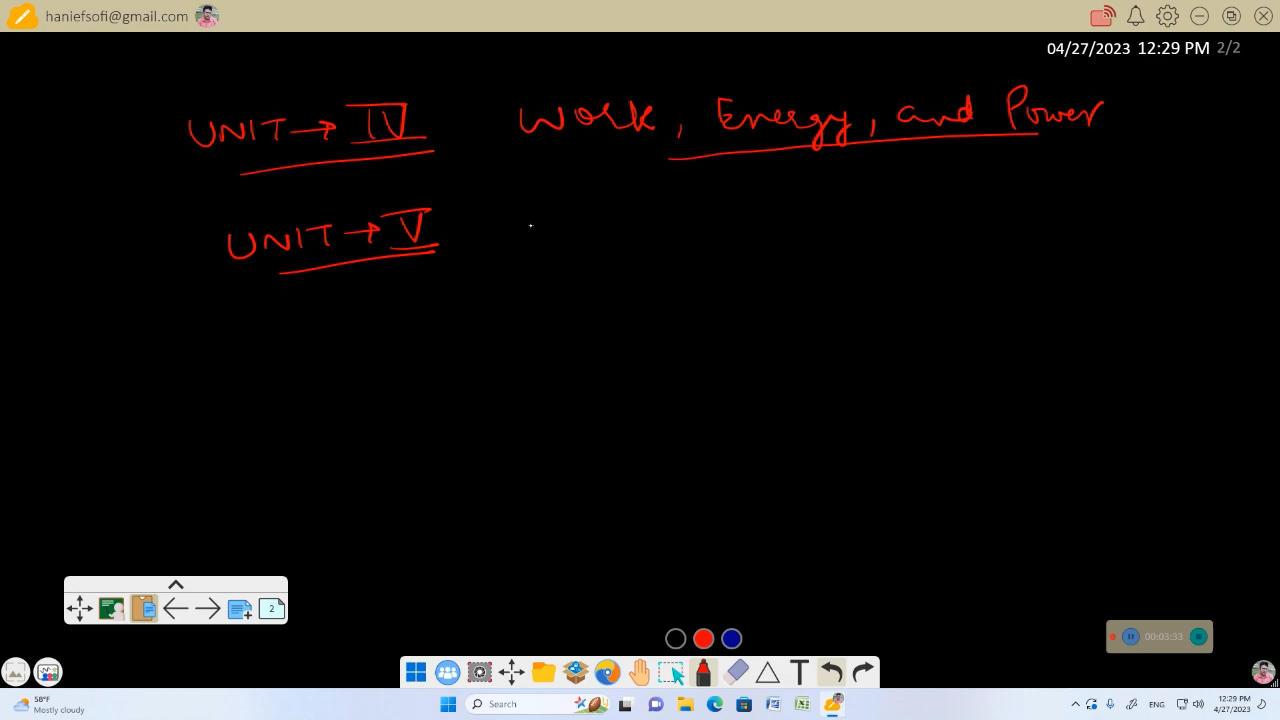 haniefsofi@gmail.com
04/27/2023 12:29 PM 2/2
UNIT → IV Work, Energy, and Power
UNIT → V
2
00:03:33
58°F
Mostly cloudy
Search
ENG
12:29 PM
4/27/2023